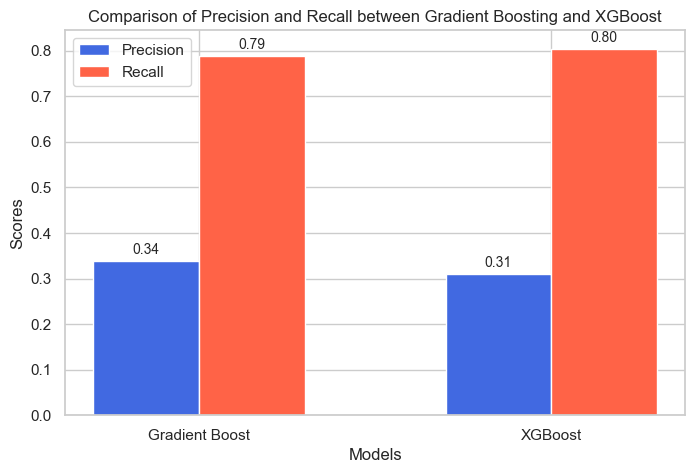 Comparison of Precision and Recall between Gradient Boosting and XGBoost
Precision
Recall
0.79
0.80
0.34
0.31
Scores
0.8
0.7
0.6
0.5
0.4
0.3
0.2
0.1
0.0
Gradient Boost
XGBoost
Models